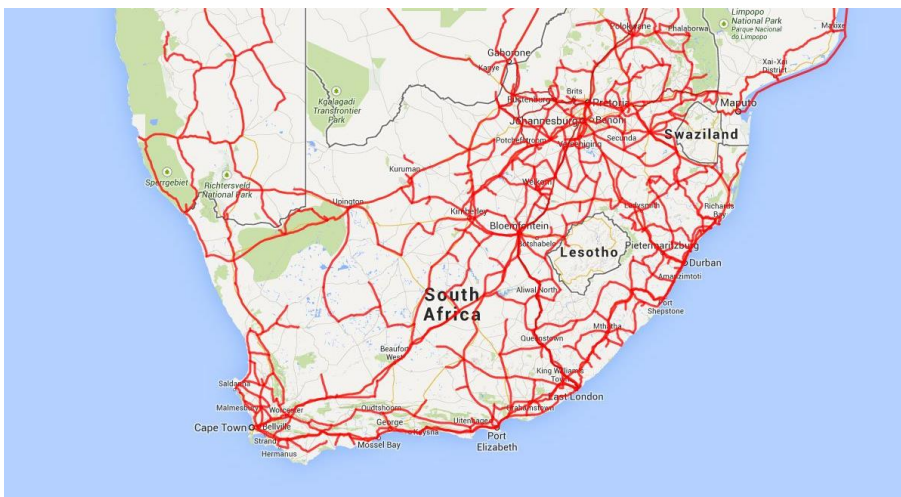 Limpopo
National Park
Parque Nacional
do Limpopo
Maxixe
Polokwane
Phalaborwa
Gaborone
Kanye
Xai-Xai
District
Kgalagadi
Transfrontier
Park
Brits
Rustenburg
Pretoria
Maputo
Johannesburg
Benoni
Swaziland
Potchefstroom
Vereeniging
Secunda
Sperrgebiet
Richtersveld
National Park
Kuruman
Welkom
Upington
Kimberley
Ladysmith
Richards
Bay
Bloemfontein
Botshabelo
Lesotho
Pietermaritzburg
Durban
Amanzimtoti
South
Africa
Aliwal North
Port
Shepstone
Mthatha
Queenstown
Beaufort
West
King William's
Town
Saldanha
East London
Malmesbury
Worcester
Oudtshoorn
Grahamstown
Cape Town
Bellville
George
Knysna
Uitenhage
Strand
Mossel Bay
Port
Elizabeth
Hermanus